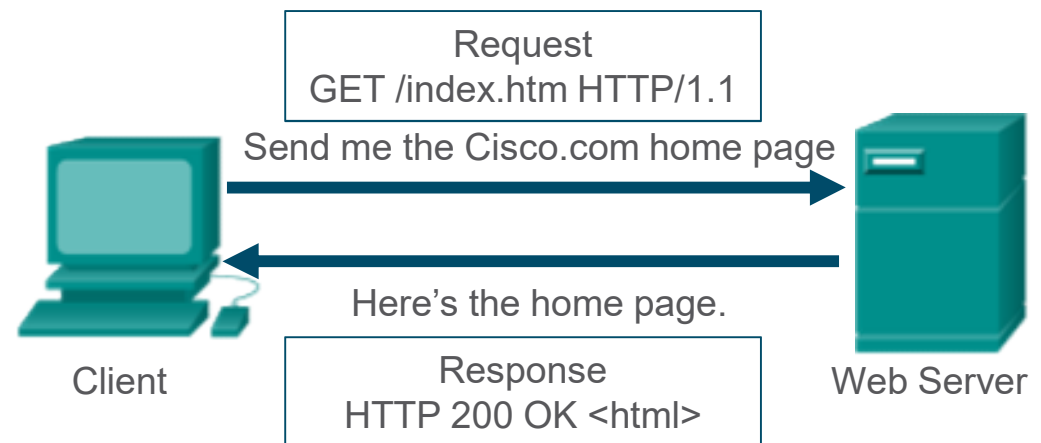 Request
GET /index.htm HTTP/1.1
Send me the Cisco.com home page
Here’s the home page.
Client
Response
HTTP 200 OK <html>
Web Server